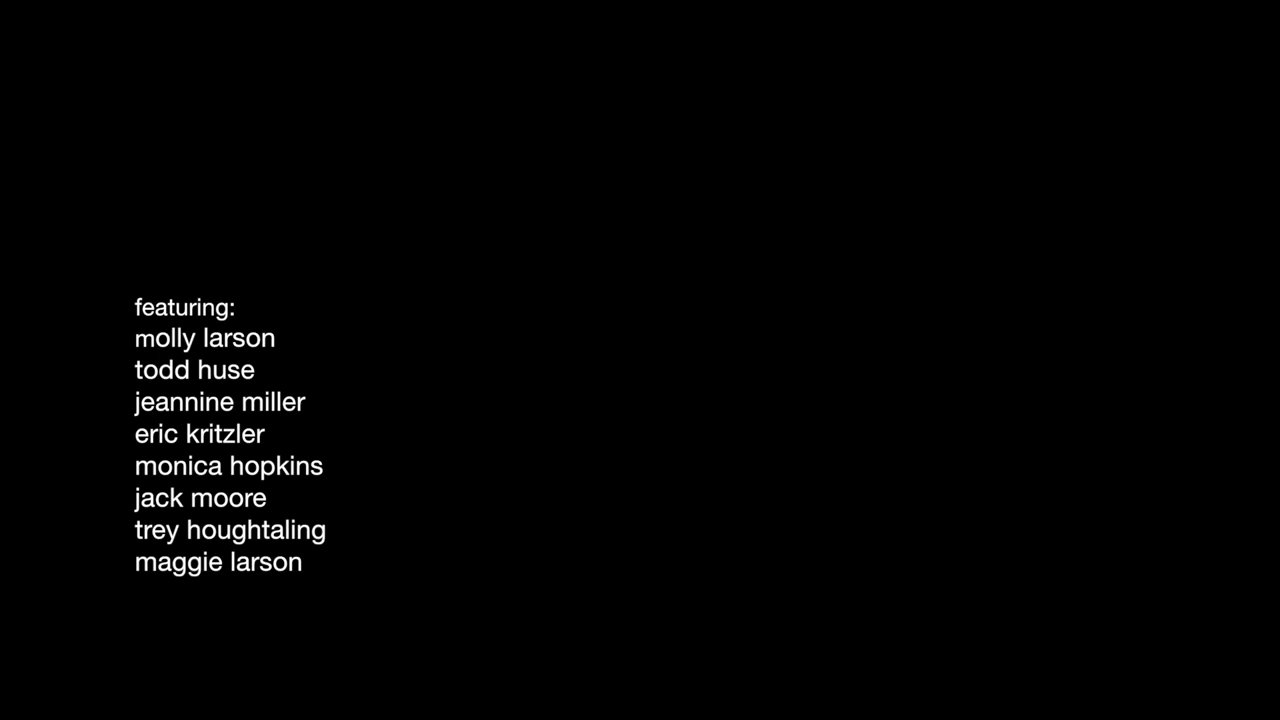 featuring:
molly larson
todd huse
jeannine miller
eric kritzler
monica hopkins
jack moore
trey houghtaling
maggie larson